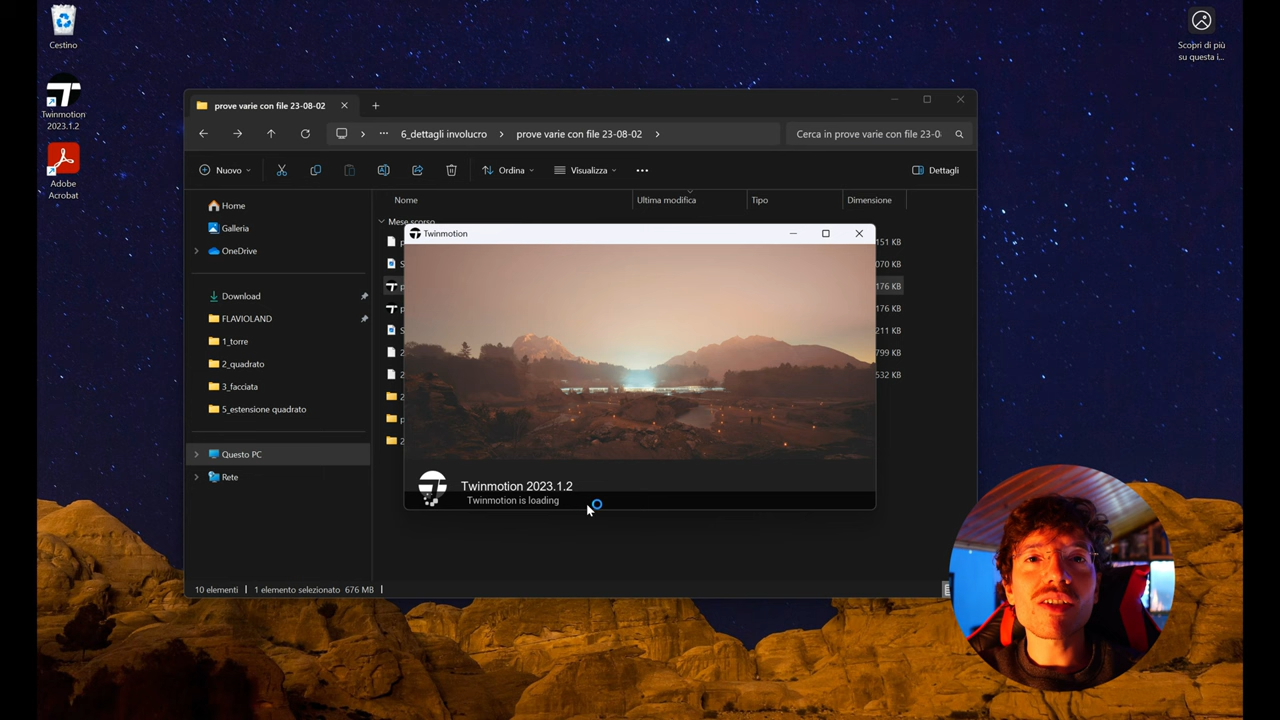 Cestino
Twinmotion
2023.1.2
Adobe
Acrobat
Scopri di più
su questa i...
prove varie con file 23-08-02
6_dettagli involucro
prove varie con file 23-08-02
Cerca in prove varie con file 23-0
Nuovo
Ordina
Visualizza
Dettagli
Nome
Ultima modifica
Tipo
Dimensione
Home
Galleria
OneDrive
Download
FLAVIOLAND
1_torre
2_quadrato
3_facciata
5_estensione quadrato
Questo PC
Rete
Mese scorso
151 KB
070 KB
176 KB
176 KB
211 KB
799 KB
532 KB
Twinmotion
Twinmotion 2023.1.2
Twinmotion is loading
10 elementi
1 elemento selezionato 676 MB